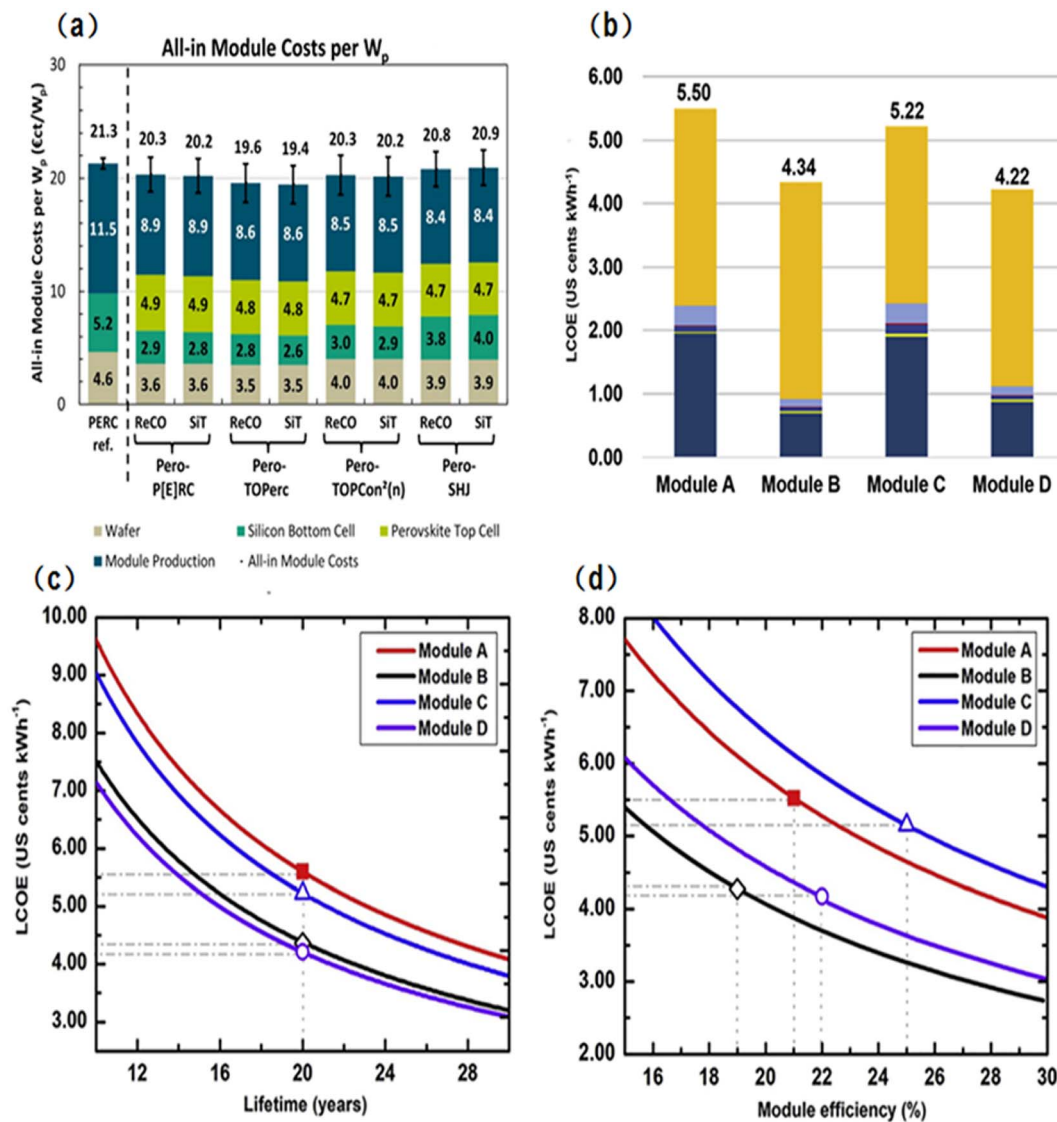 (a)
All-in Module Costs per Wp
All-in Module Costs per Wp (€ct/Wp)
30
20
10
0
21.3
20.3
20.2
19.6
19.4
20.3
20.2
20.8
20.9
11.5
8.9
8.9
8.6
8.6
8.5
8.5
8.4
8.4
4.9
4.9
4.8
4.8
4.7
4.7
4.7
4.7
5.2
2.9
2.8
2.8
2.6
3.0
2.9
3.8
4.0
4.6
3.6
3.6
3.5
3.5
4.0
4.0
3.9
3.9
PERC ReCO SiT ReCO SiT ReCO SiT ReCO SiT
ref.
Pero- Pero- Pero- Pero-
P[E]RC TOPerc TOPCon²(n) SHJ
Wafer Silicon Bottom Cell Perovskite Top Cell
Module Production All-in Module Costs
(b)
LCOE (US cents kWh⁻¹)
6.00
5.00
4.00
3.00
2.00
1.00
0.00
5.50
4.34
5.22
4.22
Module A Module B Module C Module D
(c)
LCOE (US cents kWh⁻¹)
10.00
9.00
8.00
7.00
6.00
5.00
4.00
3.00
Module A
Module B
Module C
Module D
12 16 20 24 28
Lifetime (years)
(d)
LCOE (US cents kWh⁻¹)
8.00
7.00
6.00
5.00
4.00
3.00
2.00
Module A
Module B
Module C
Module D
16 18 20 22 24 26 28 30
Module efficiency (%)